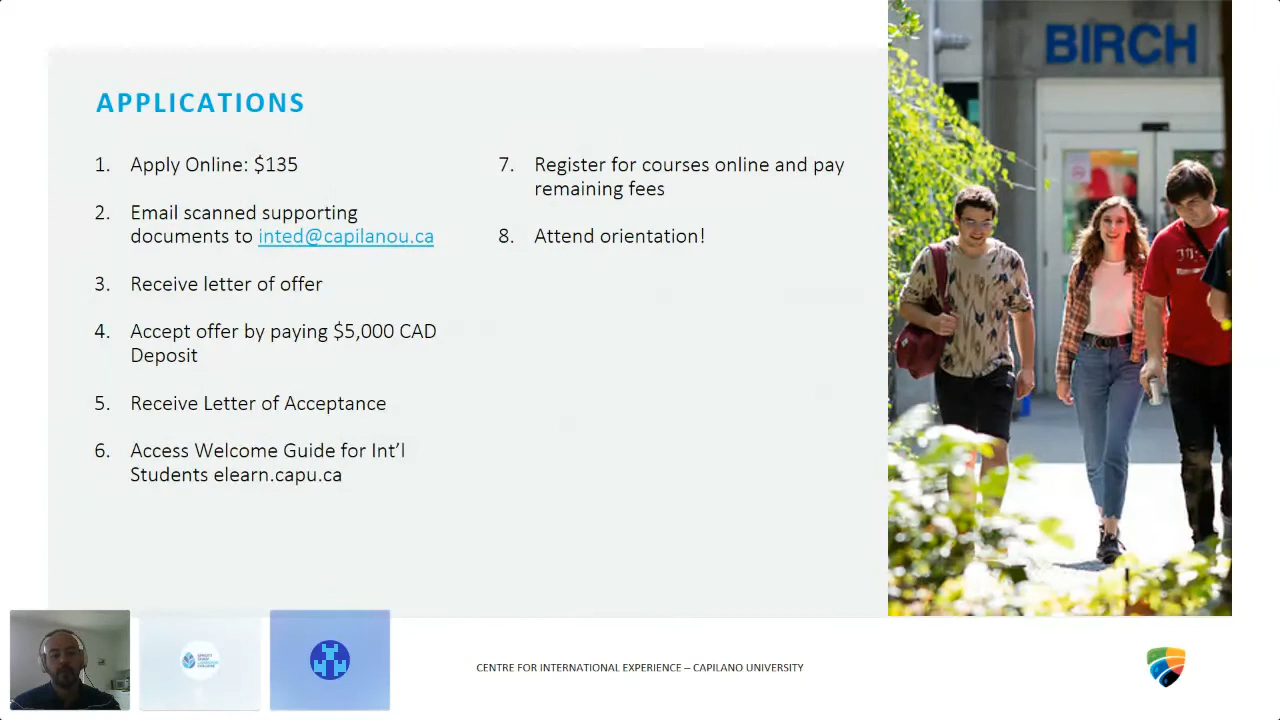 APPLICATIONS
1. Apply Online: $135
2. Email scanned supporting
documents to inted@capilanou.ca
3. Receive letter of offer
4. Accept offer by paying $5,000 CAD
Deposit
5. Receive Letter of Acceptance
6. Access Welcome Guide for Int’l
Students elearn.capu.ca
7. Register for courses online and pay
remaining fees
8. Attend orientation!
BIRCH
CENTRE FOR INTERNATIONAL EXPERIENCE – CAPILANO UNIVERSITY